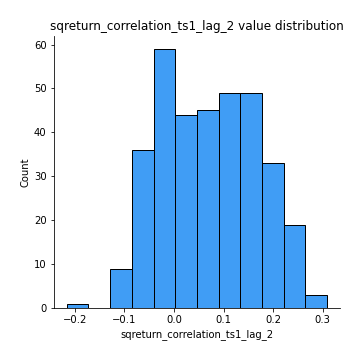 sqreturn_correlation_ts1_lag_2 value distribution
60
50
40
30
20
10
0
Count
−0.2 −0.1 0.0 0.1 0.2 0.3
sqreturn_correlation_ts1_lag_2